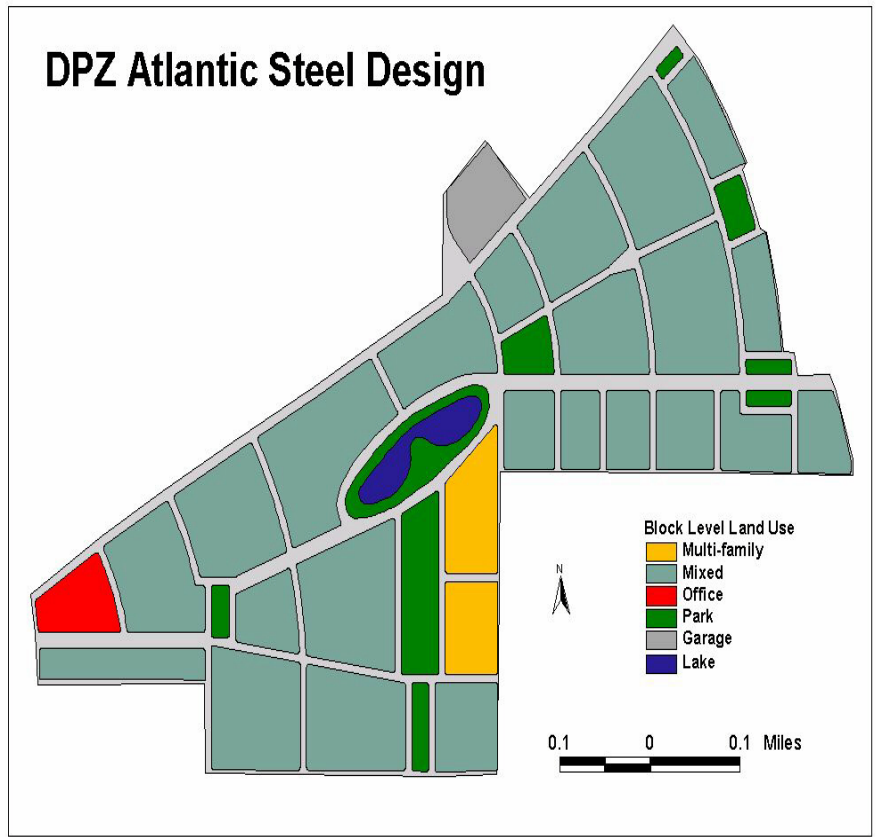 DPZ Atlantic Steel Design
Block Level Land Use
Multi-family
Mixed
Office
Park
Garage
Lake
N
0.1 0 0.1 Miles